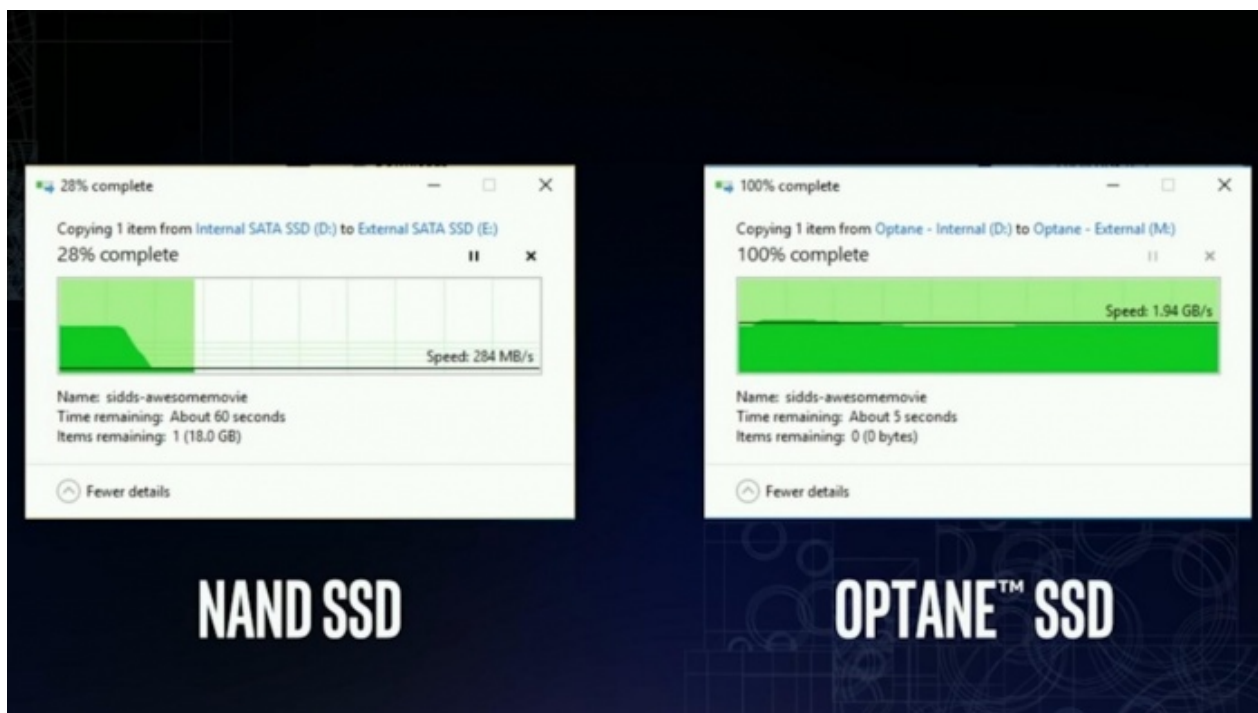 28% complete
Copying 1 item from Internal SATA SSD (D:) to External SATA SSD (E:)
28% complete
Speed: 284 MB/s
Name: sidds-awesomemovie
Time remaining: About 60 seconds
Items remaining: 1 (18.0 GB)
Fewer details
NAND SSD
100% complete
Copying 1 item from Optane - Internal (D:) to Optane - External (M:)
100% complete
Speed: 1.94 GB/s
Name: sidds-awesomemovie
Time remaining: About 5 seconds
Items remaining: 0 (0 bytes)
Fewer details
OPTANE™ SSD